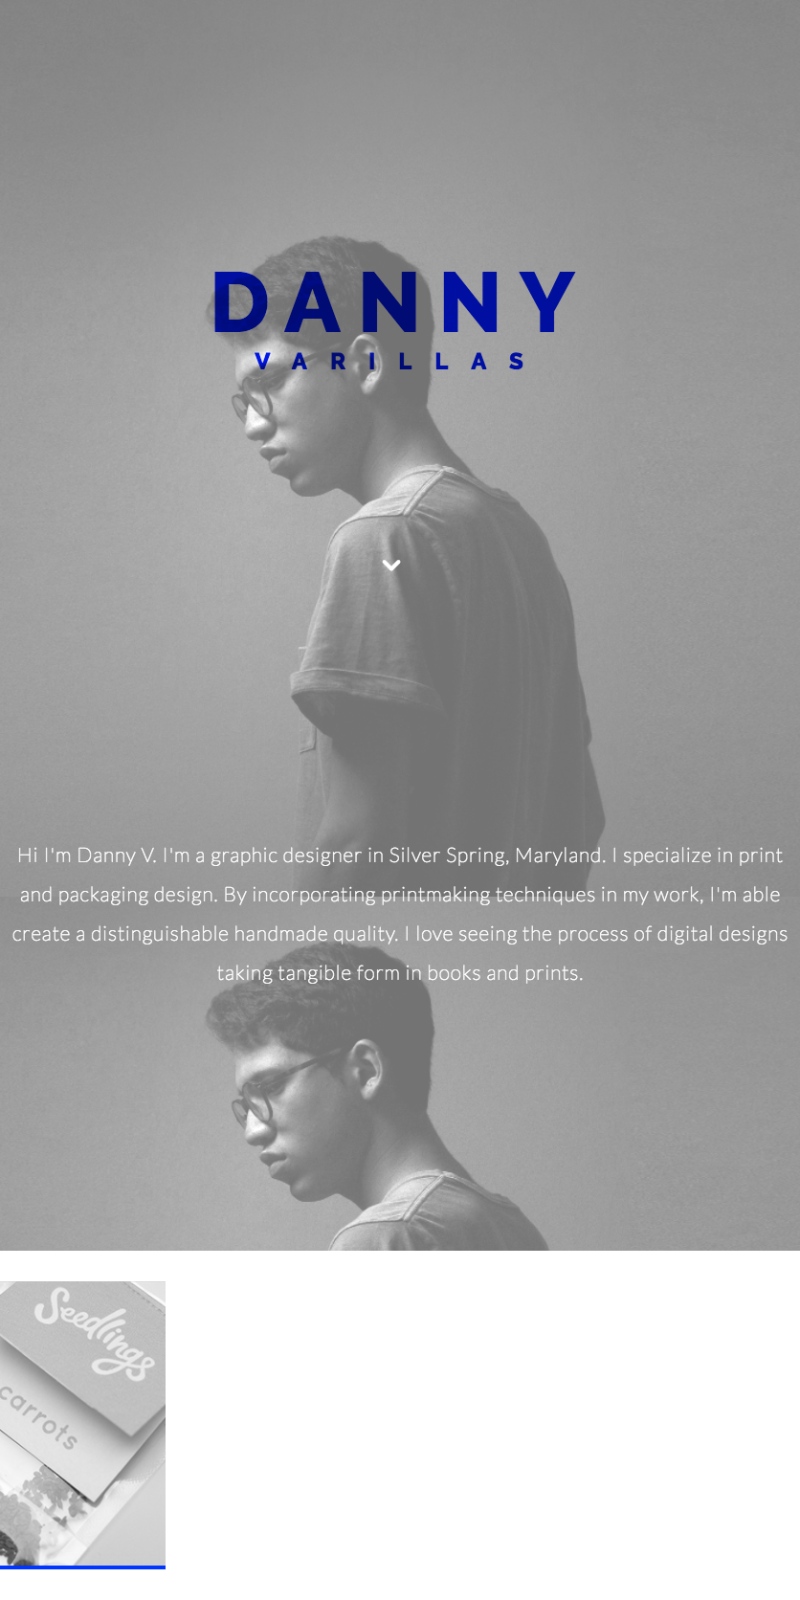 DANNY
VARILLAS
Hi I'm Danny V. I'm a graphic designer in Silver Spring, Maryland. I specialize in print
and packaging design. By incorporating printmaking techniques in my work, I'm able
create a distinguishable handmade quality. I love seeing the process of digital designs
taking tangible form in books and prints.
Seedlings
carrots